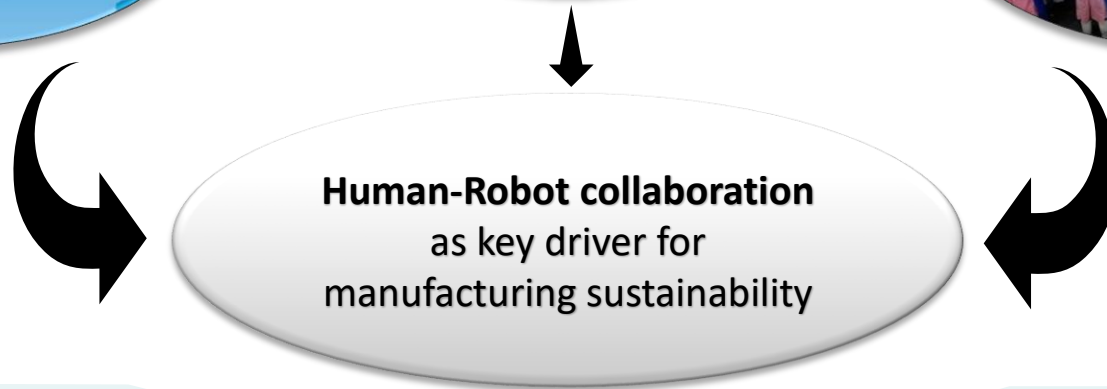 Human-Robot collaboration
as key driver for
manufacturing sustainability